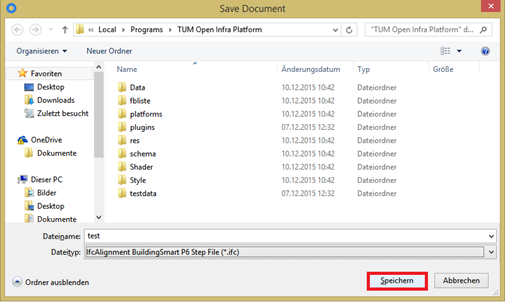 Save Document
Local ▸ Programs ▸ TUM Open Infra Platform
"TUM Open Infra Platform" d...
Organisieren
Neuer Ordner
Favoriten
Desktop
Downloads
Zuletzt besucht
OneDrive
Dokumente
Dieser PC
Bilder
Desktop
Dokumente
Name Änderungsdatum Typ Größe
Data 10.12.2015 10:42 Dateiordner
fbliste 10.12.2015 10:42 Dateiordner
platforms 10.12.2015 10:42 Dateiordner
plugins 07.12.2015 12:32 Dateiordner
res 10.12.2015 10:42 Dateiordner
schema 10.12.2015 10:42 Dateiordner
Shader 10.12.2015 10:42 Dateiordner
Style 10.12.2015 10:42 Dateiordner
testdata 07.12.2015 12:32 Dateiordner
Dateiname: test
Dateityp: IfcAlignment BuildingSmart P6 Step File (*.ifc)
Ordner ausblenden
Speichern
Abbrechen